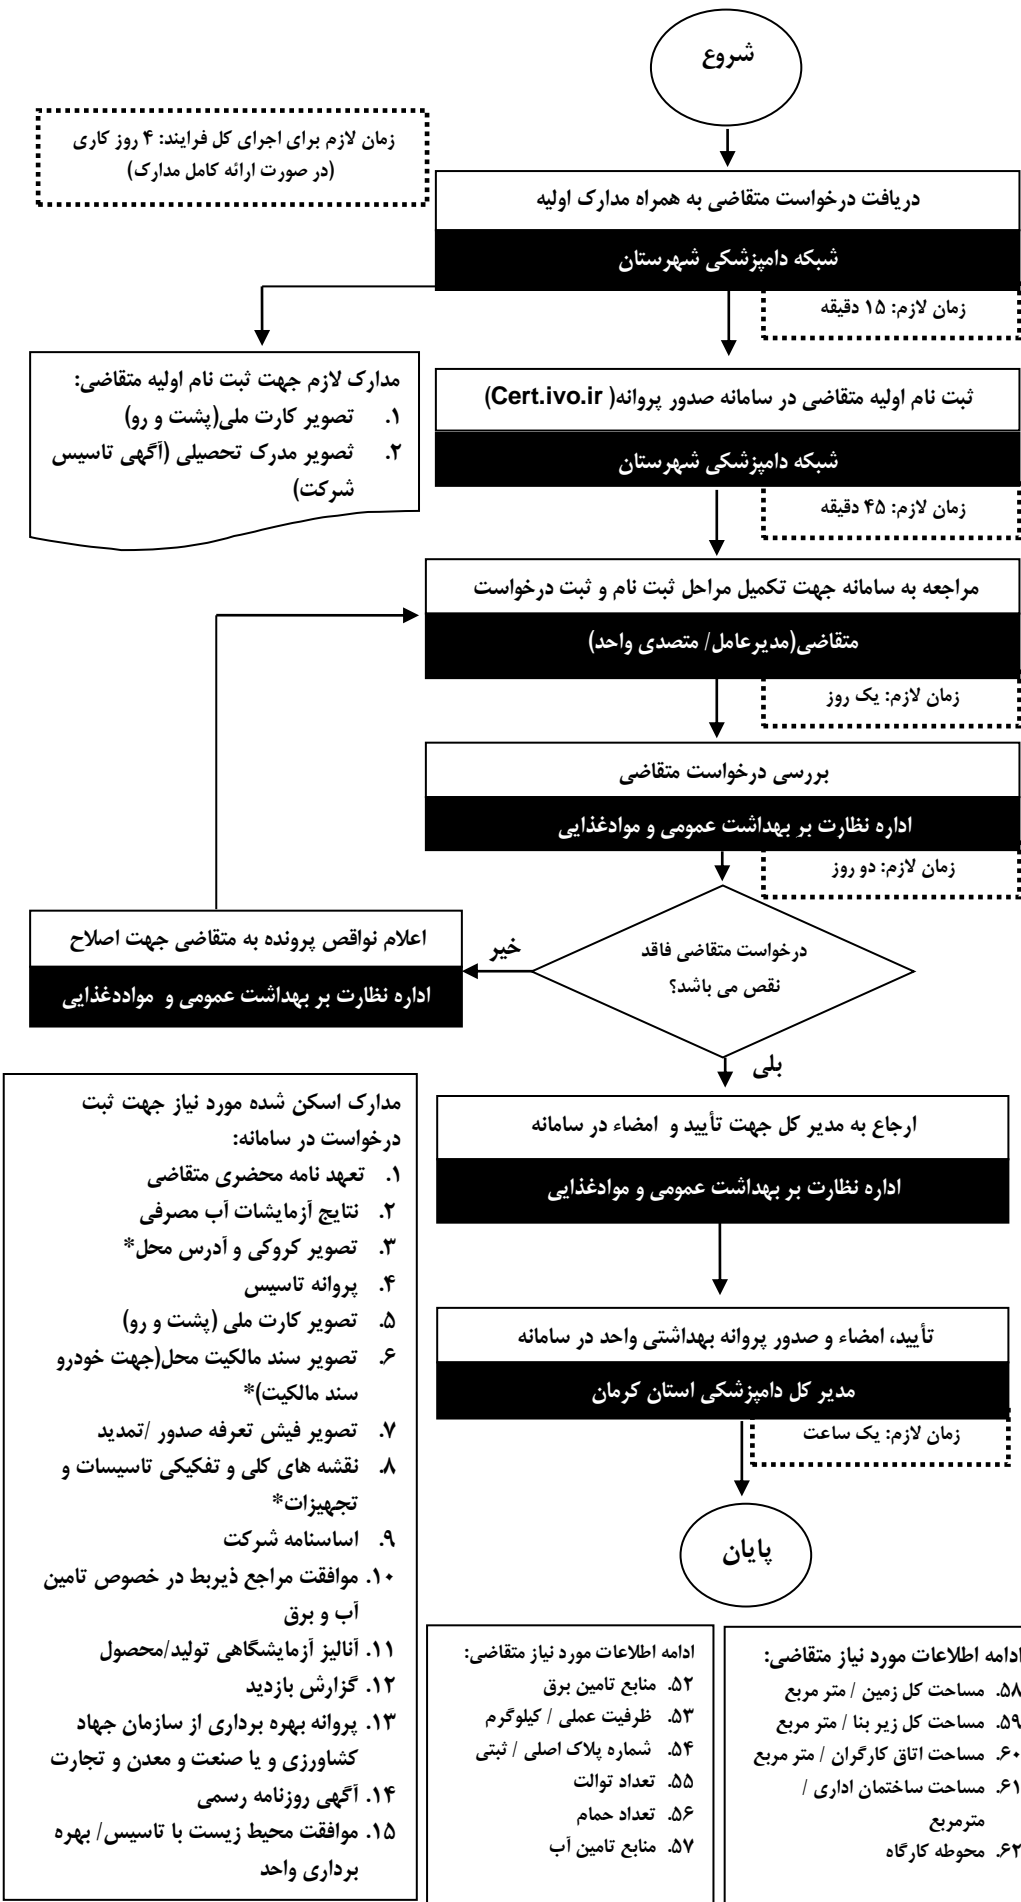 شروع
زمان لازم برای اجرای کل فرایند: ۴ روز کاری
(در صورت ارائه کامل مدارک)
دریافت درخواست متقاضی به همراه مدارک اولیه
شبکه دامپزشکی شهرستان
زمان لازم: ۱۵ دقیقه
مدارک لازم جهت ثبت نام اولیه متقاضی:
۱. تصویر کارت ملی(پشت و رو)
۲. ثصویر مدرک تحصیلی (آگهی تاسیس
شرکت)
ثبت نام اولیه متقاضی در سامانه صدور پروانه( Cert.ivo.ir)
شبکه دامپزشکی شهرستان
زمان لازم: ۴۵ دقیقه
مراجعه به سامانه جهت تکمیل مراحل ثبت نام و ثبت درخواست
متقاضی(مدیرعامل/ متصدی واحد)
زمان لازم: یک روز
بررسی درخواست متقاضی
اداره نظارت بر بهداشت عمومی و موادغذایی
زمان لازم: دو روز
درخواست متقاضی فاقد
نقص می باشد؟
خیر
اعلام نواقص پرونده به متقاضی جهت اصلاح
اداره نظارت بر بهداشت عمومی و مواددغذایی
بلی
ارجاع به مدیر کل جهت تأیید و امضاء در سامانه
اداره نظارت بر بهداشت عمومی و موادغذایی
تأیید، امضاء و صدور پروانه بهداشتی واحد در سامانه
مدیر کل دامپزشکی استان کرمان
زمان لازم: یک ساعت
پایان
مدارک اسکن شده مورد نیاز جهت ثبت
درخواست در سامانه:
۱. تعهد نامه محضری متقاضی
۲. نتایج آزمایشات آب مصرفی
۳. تصویر کروکی و آدرس محل*
۴. پروانه تاسیس
۵. تصویر کارت ملی (پشت و رو)
۶. تصویر سند مالکیت محل(جهت خودرو
سند مالکیت)*
۷. تصویر فیش تعرفه صدور /تمدید
۸. نقشه های کلی و تفکیکی تاسیسات و
تجهیزات*
۹. اساسنامه شرکت
۱۰. موافقت مراجع ذیربط در خصوص تامین
آب و برق
۱۱. آنالیز آزمایشگاهی تولید/محصول
۱۲. گزارش بازدید
۱۳. پروانه بهره برداری از سازمان جهاد
کشاورزی و یا صنعت و معدن و تجارت
۱۴. آگهی روزنامه رسمی
۱۵. موافقت محیط زیست با تاسیس/ بهره
برداری واحد
ادامه اطلاعات مورد نیاز متقاضی:
۵۲. منابع تامین برق
۵۳. ظرفیت عملی / کیلوگرم
۵۴. شماره پلاک اصلی / ثبتی
۵۵. تعداد توالت
۵۶. تعداد حمام
۵۷. منابع تامین آب
ادامه اطلاعات مورد نیاز متقاضی:
۵۸. مساحت کل زمین / متر مربع
۵۹. مساحت کل زیر بنا / متر مربع
۶۰. مساحت اتاق کارگران / متر مربع
۶۱. مساحت ساختمان اداری /
مترمربع
۶۲. محوطه کارگاه